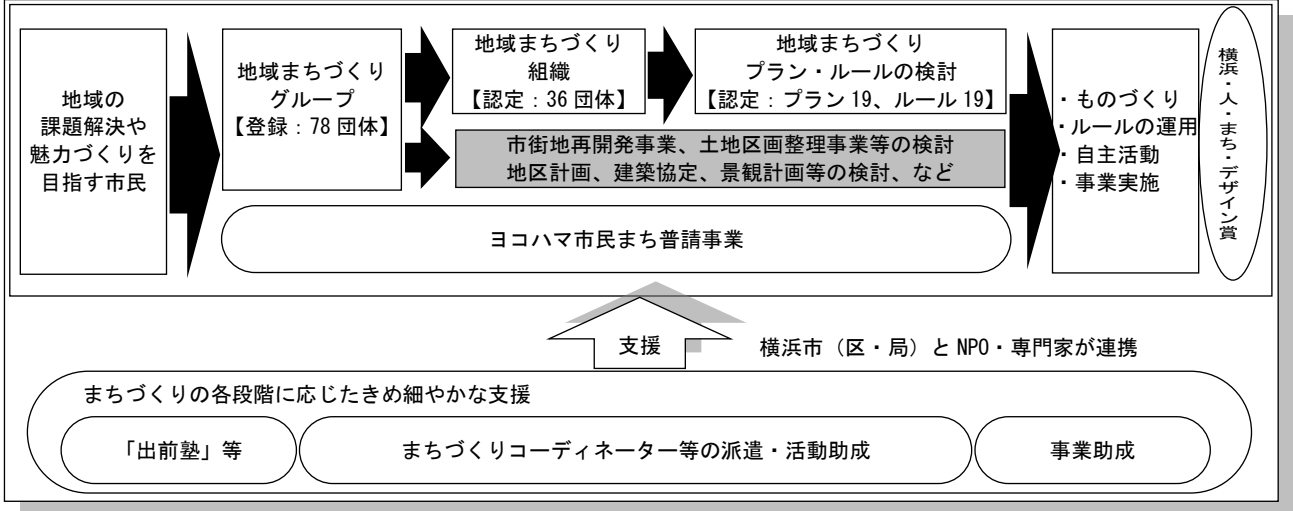 地域の
課題解決や
魅力づくりを
目指す市民
地域まちづくり
グループ
【登録：78 団体】
地域まちづくり
組織
【認定：36 団体】
地域まちづくり
プラン・ルールの検討
【認定：プラン 19、ルール 19】
市街地再開発事業、土地区画整理事業等の検討
地区計画、建築協定、景観計画等の検討、など
ヨコハマ市民まち普請事業
・ものづくり
・ルールの運用
・自主活動
・事業実施
横浜・人・まち・デザイン賞
支援
横浜市（区・局）と NPO・専門家が連携
まちづくりの各段階に応じたきめ細やかな支援
「出前塾」等
まちづくりコーディネーター等の派遣・活動助成
事業助成